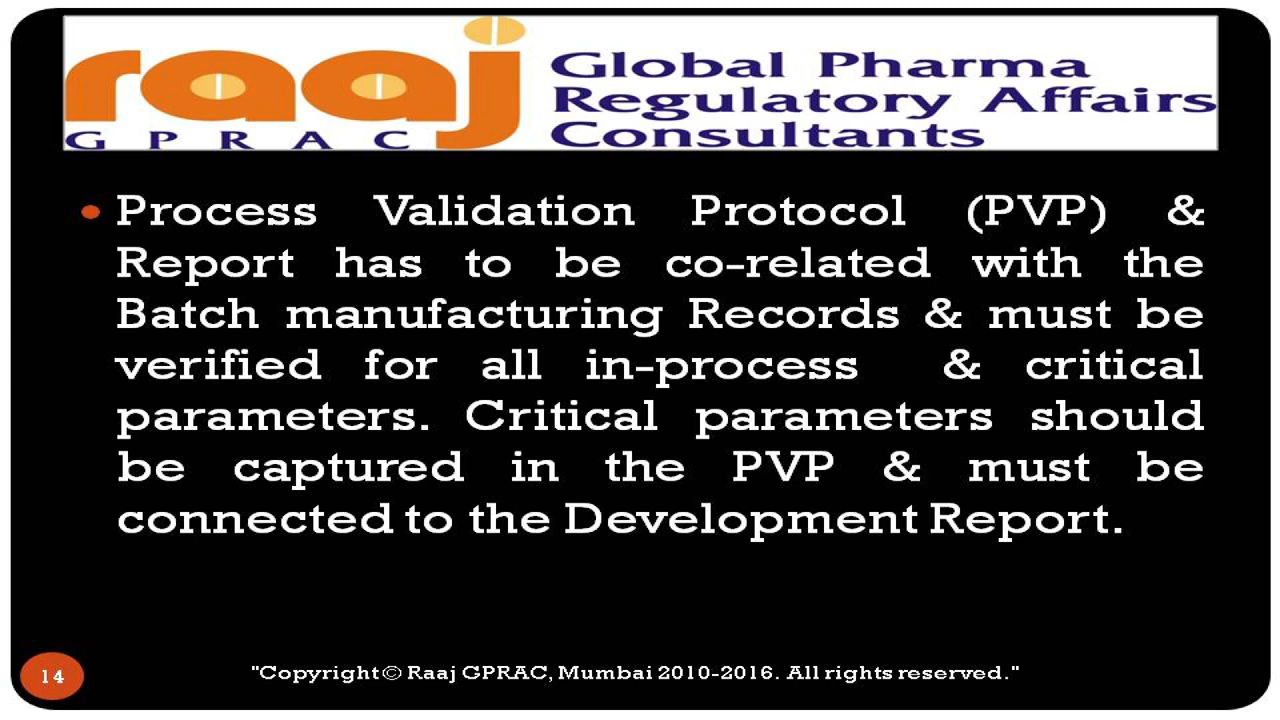 raaj
G P R A C
Global Pharma
Regulatory Affairs
Consultants
• Process Validation Protocol (PVP) &
Report has to be co-related with the
Batch manufacturing Records & must be
verified for all in-process & critical
parameters. Critical parameters should
be captured in the PVP & must be
connected to the Development Report.
14
"Copyright© Raaj GPRAC, Mumbai 2010-2016. All rights reserved."